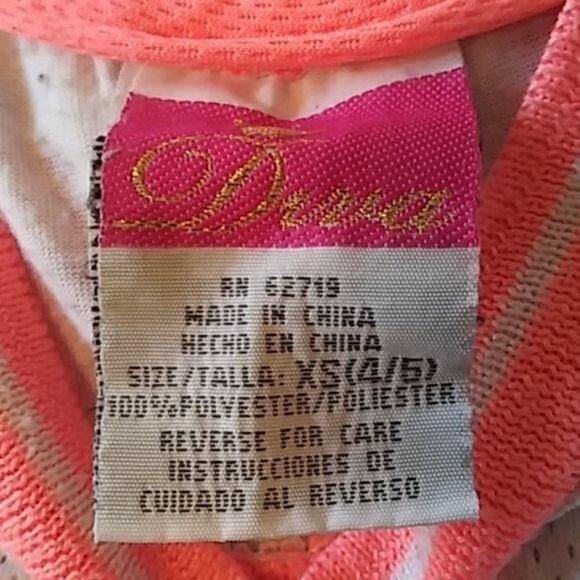 Diva
RN 62719
MADE IN CHINA
HECHO EN CHINA
SIZE/TALLA: XS(4/5)
100%POLYESTER/POLIESTER
REVERSE FOR CARE
INSTRUCCIONES DE
CUIDADO AL REVERSO